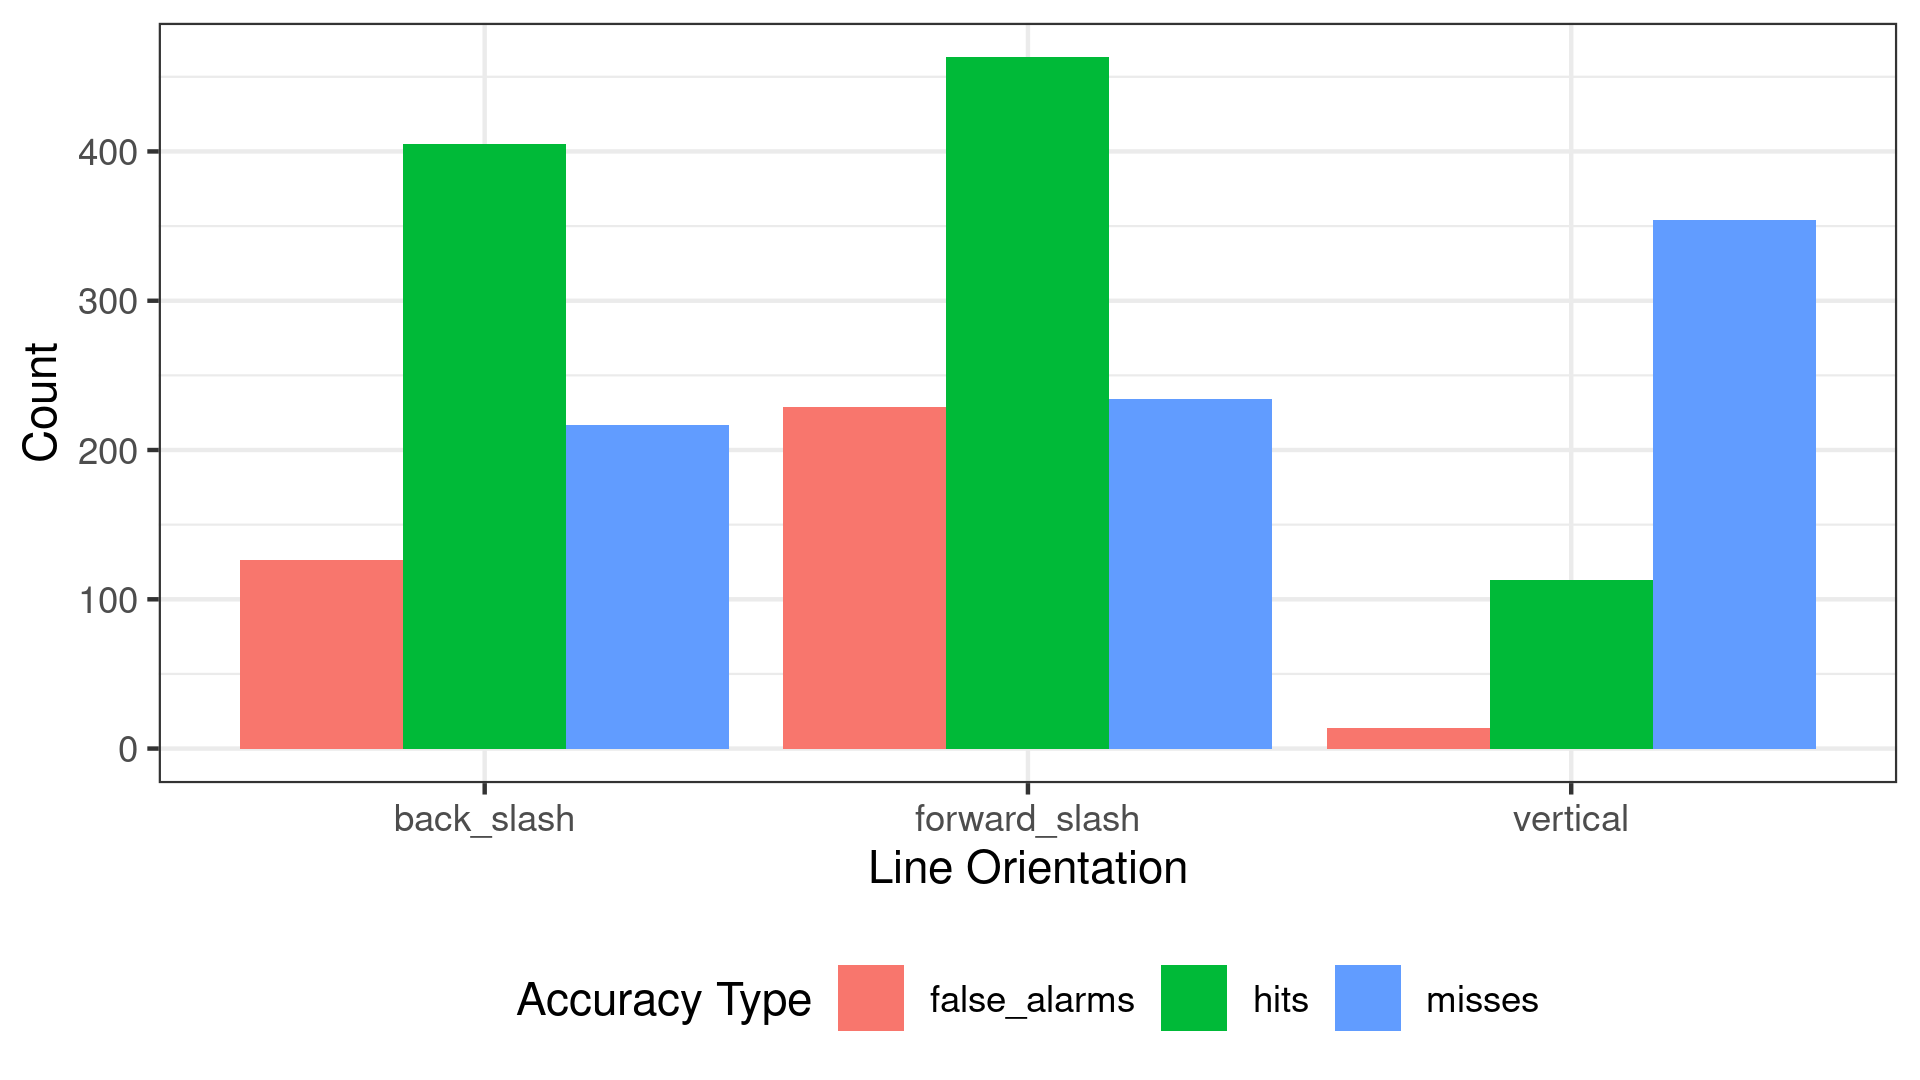 400
300
200
100
0
Count
back_slash forward_slash vertical
Line Orientation
Accuracy Type false_alarms hits misses